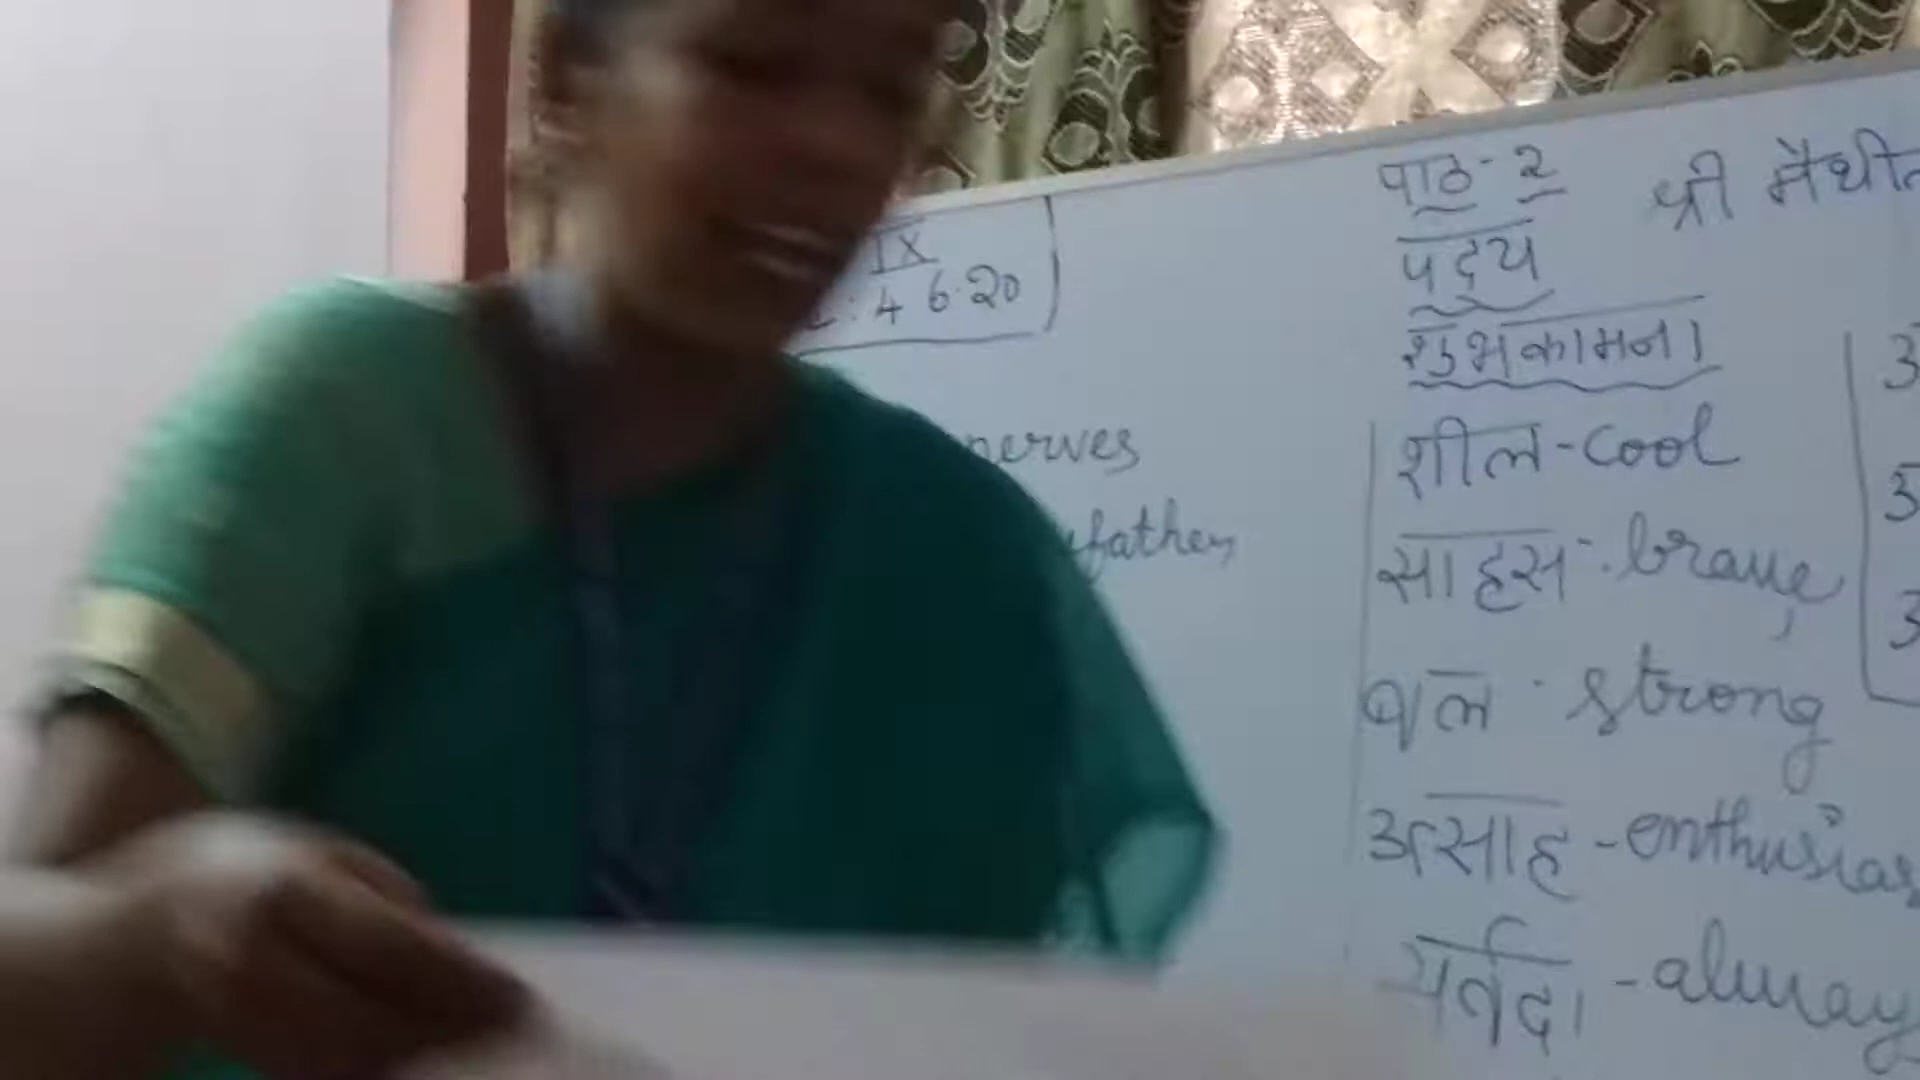 IX
4 6.20
nerves
father
पाठ-२
श्री मैथी
पद्य
शुभकामना
शील-cool
साहस-brave,
बल-strong
उत्साह-enthusias
सर्वदा-always